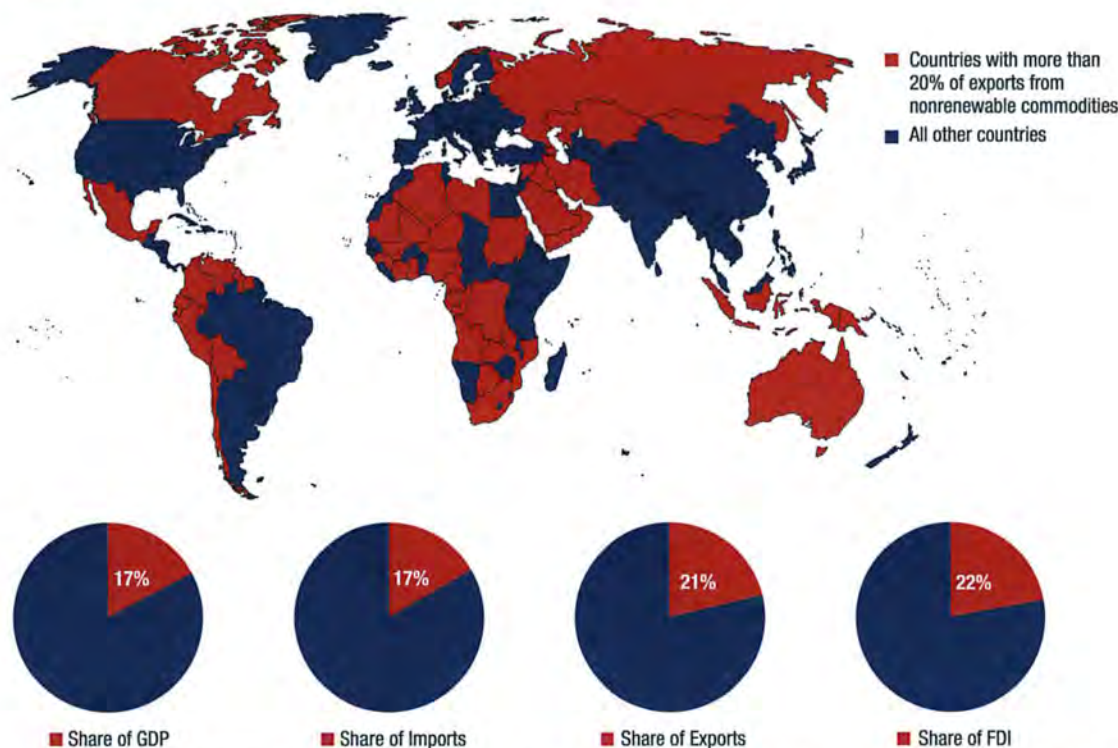 Countries with more than
20% of exports from
nonrenewable commodities
All other countries
17%
17%
21%
22%
Share of GDP
Share of Imports
Share of Exports
Share of FDI